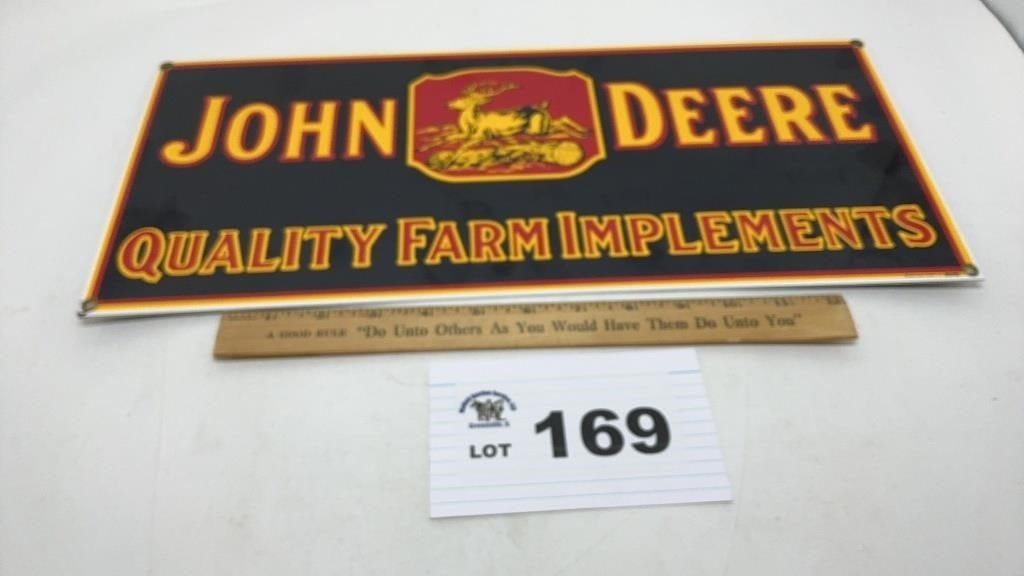 JOHN DEERE
QUALITY FARM IMPLEMENTS
A GOOD RULE "Do Unto Others As You Would Have Them Do Unto You"
LOT 169